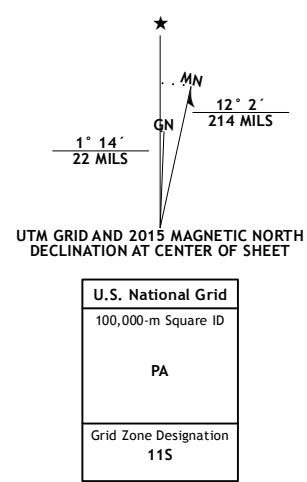 ★
MN
GN
12° 2´
214 MILS
1° 14´
22 MILS
UTM GRID AND 2015 MAGNETIC NORTH
DECLINATION AT CENTER OF SHEET
U.S. National Grid
100,000-m Square ID
PA
Grid Zone Designation
11S